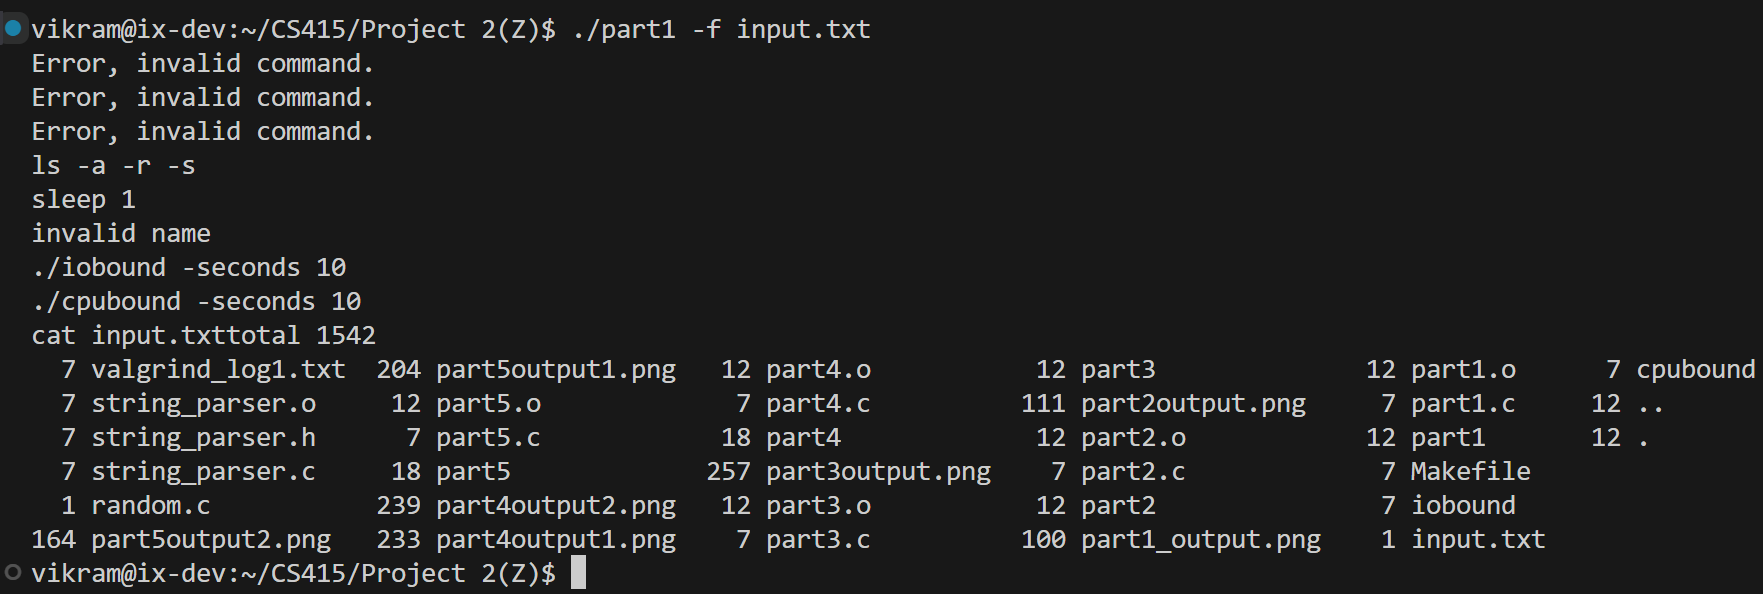 vikram@ix-dev:~/CS415/Project 2(Z)$ ./part1 -f input.txt
Error, invalid command.
Error, invalid command.
Error, invalid command.
ls -a -r -s
sleep 1
invalid name
./iobound -seconds 10
./cpubound -seconds 10
cat input.txttotal 1542
  7 valgrind_log1.txt  204 part5output1.png   12 part4.o           12 part3              12 part1.o      7 cpubound
  7 string_parser.o     12 part5.o             7 part4.c          111 part2output.png     7 part1.c     12 ..
  7 string_parser.h      7 part5.c            18 part4             12 part2.o            12 part1       12 .
  7 string_parser.c     18 part5             257 part3output.png    7 part2.c             7 Makefile
  1 random.c           239 part4output2.png   12 part3.o           12 part2               7 iobound
164 part5output2.png   233 part4output1.png    7 part3.c          100 part1_output.png    1 input.txt
vikram@ix-dev:~/CS415/Project 2(Z)$